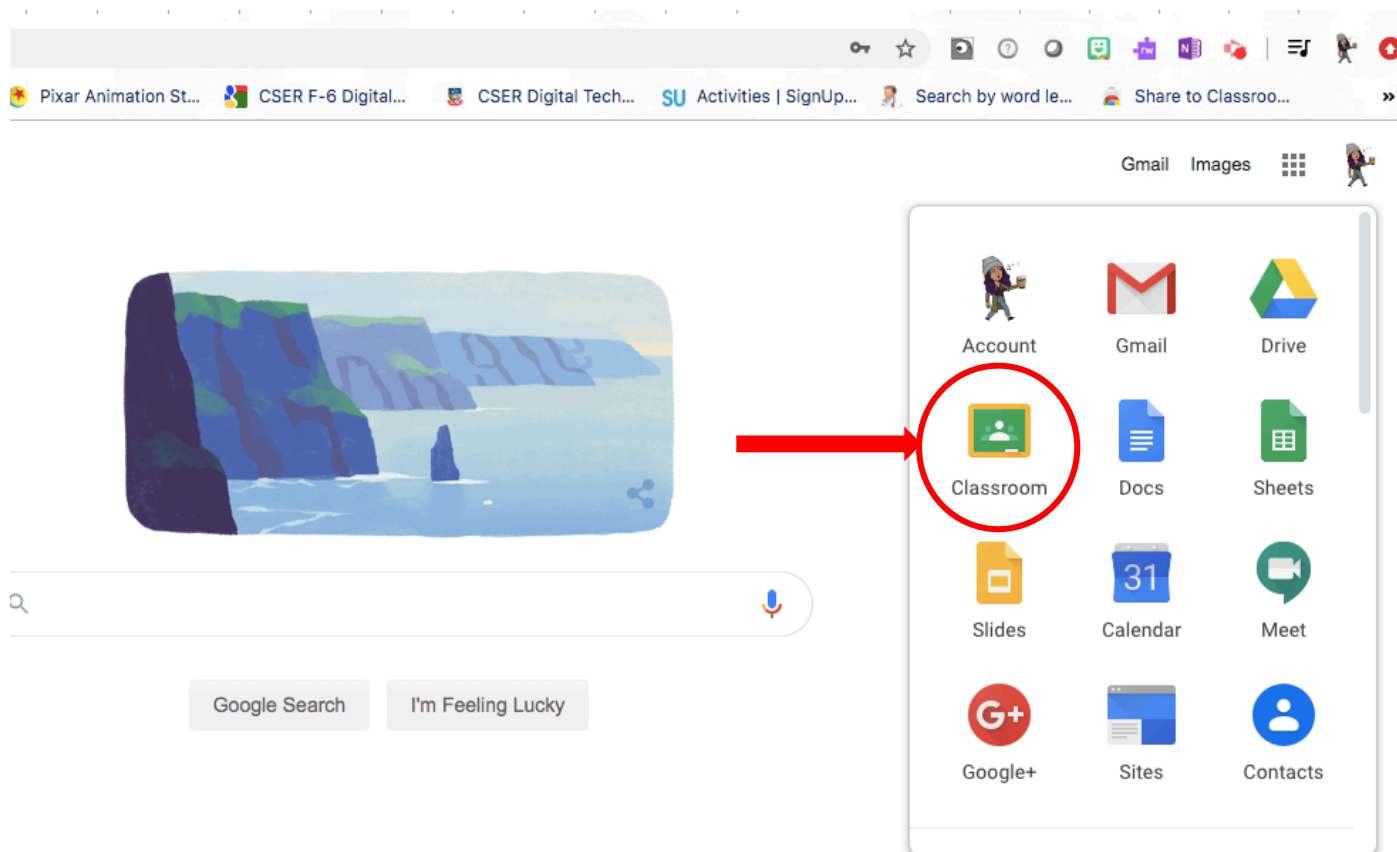 Pixar Animation St... CSER F-6 Digital... CSER Digital Tech... SU Activities | SignUp... Search by word le... Share to Classroo... »
Gmail Images
Account Gmail Drive
Classroom Docs Sheets
Slides 31 Calendar Meet
G+ Google+ Sites Contacts
Google Search I'm Feeling Lucky